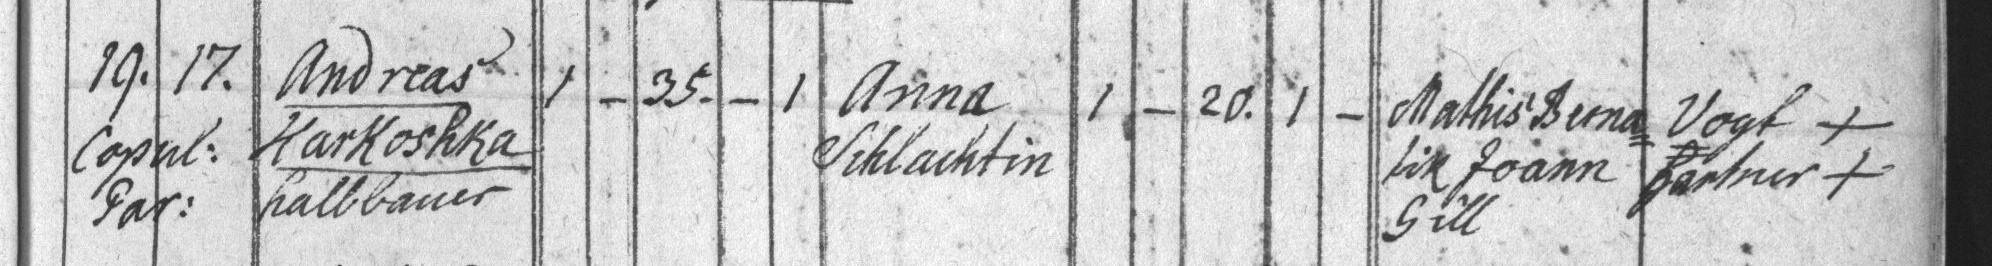 19. 17. Andreas 1 - 35. - 1 Anna 1 - 20. 1 - Mathis Berna= Vogt +
Copul: Harkoshka Schlachtin tik Joann Gärtner +
Par: halbbauer Gill